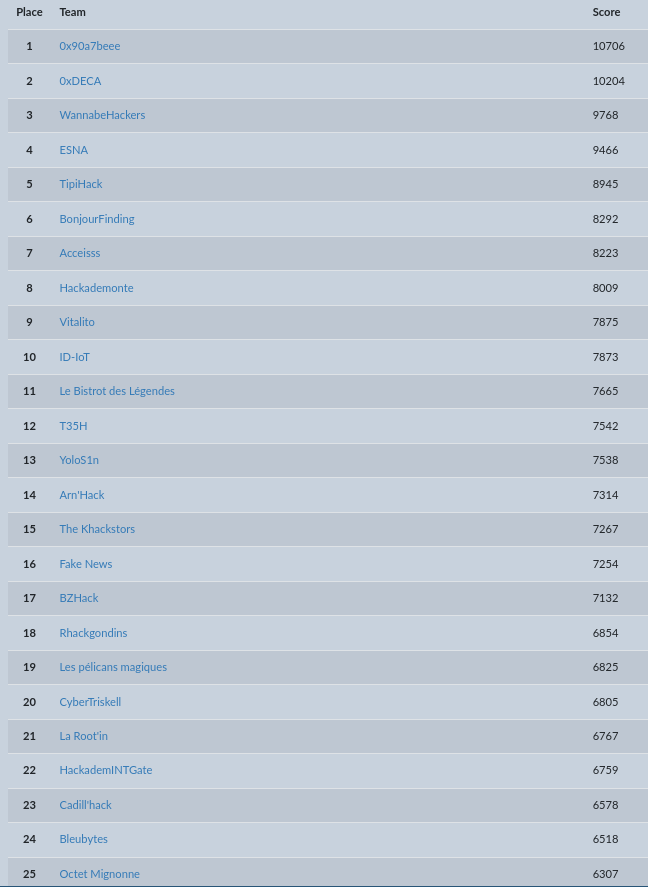 Place Team Score
1 0x90a7beee 10706
2 0xDECA 10204
3 WannabeHackers 9768
4 ESNA 9466
5 TipiHack 8945
6 BonjourFinding 8292
7 Acceisss 8223
8 Hackademonte 8009
9 Vitalito 7875
10 ID-IoT 7873
11 Le Bistrot des Légendes 7665
12 T35H 7542
13 YoloS1n 7538
14 Arn'Hack 7314
15 The Khackstors 7267
16 Fake News 7254
17 BZHack 7132
18 Rhackgondins 6854
19 Les pélicans magiques 6825
20 CyberTriskell 6805
21 La Root'in 6767
22 HackademINTGate 6759
23 Cadill'hack 6578
24 Bleubytes 6518
25 Octet Mignonne 6307